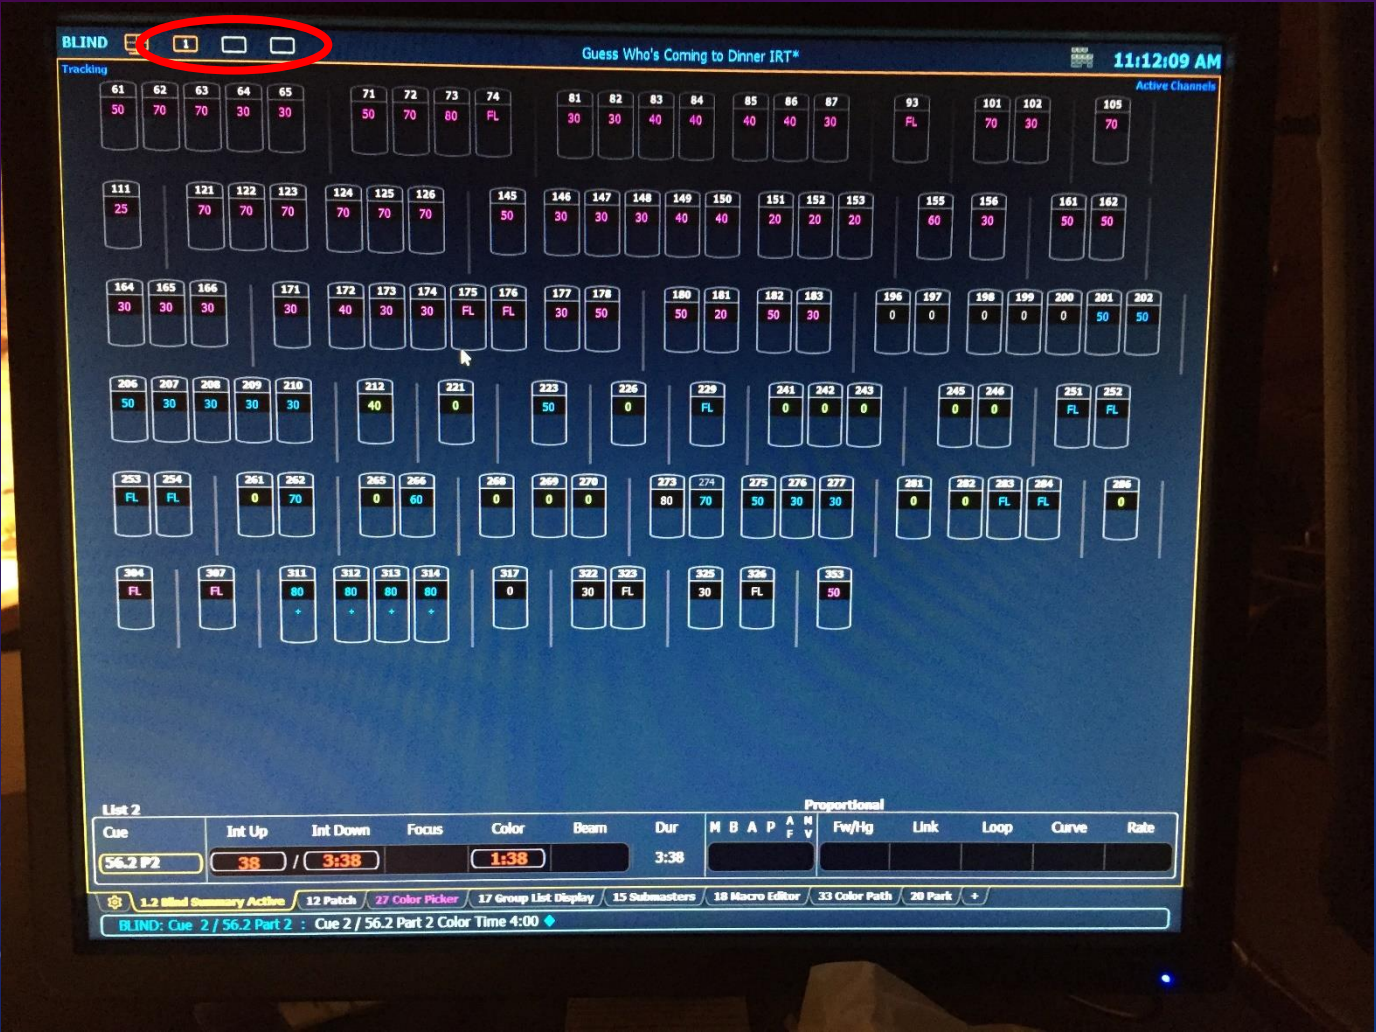 BLIND 1 Guess Who's Coming to Dinner IRT* 11:12:09 AM
Tracking Active Channels
61 62 63 64 65 71 72 73 74 81 82 83 84 85 86 87 93 101 102 105
50 70 70 30 30 50 70 80 FL 30 30 40 40 40 40 30 FL 70 30 70
111 121 122 123 124 125 126 145 146 147 148 149 150 151 152 153 155 156 161 162
25 70 70 70 70 70 70 50 30 30 30 40 40 20 20 20 60 30 50 50
164 165 166 171 172 173 174 175 176 177 178 180 181 182 183 196 197 198 199 200 201 202
30 30 30 30 40 30 30 FL FL 30 50 50 20 50 30 0 0 0 0 0 50 50
206 207 208 209 210 212 221 223 226 229 241 242 243 245 246 251 252
50 30 30 30 30 40 0 50 0 FL 0 0 0 0 0 FL FL
253 254 261 262 265 266 268 269 270 273 274 275 276 277 281 282 283 284 286
FL FL 0 70 0 60 0 0 0 80 70 50 30 30 0 0 FL FL 0
304 307 311 312 313 314 317 322 323 325 326 353
FL FL 80 80 80 80 0 30 FL 30 FL 50
+ + + +
List 2 Proportional
Cue Int Up Int Down Focus Color Beam Dur M B A P A F M V Fw/Hg Link Loop Curve Rate
56.2 P2 38 / 3:38 1:38 3:38
1.2 Blind Summary Active 12 Patch 27 Color Picker 17 Group List Display 15 Submasters 18 Macro Editor 33 Color Path 20 Park +
BLIND: Cue 2 / 56.2 Part 2 : Cue 2 / 56.2 Part 2 Color Time 4:00